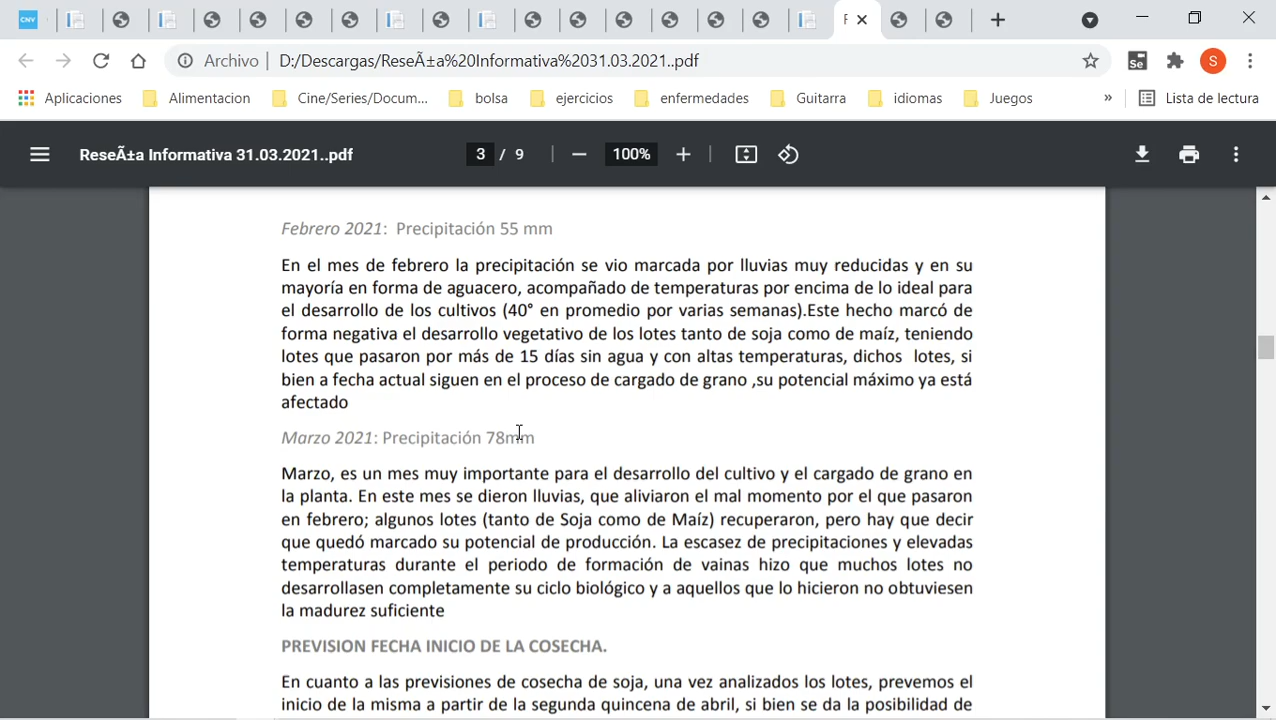 CNV
F
Archivo
D:/Descargas/ReseÃ±a%20Informativa%2031.03.2021..pdf
Se
S
Aplicaciones
Alimentacion
Cine/Series/Docum...
bolsa
ejercicios
enfermedades
Guitarra
idiomas
Juegos
»
Lista de lectura
ReseÃ±a Informativa 31.03.2021..pdf
3 / 9
100%
Febrero 2021: Precipitación 55 mm
En el mes de febrero la precipitación se vio marcada por lluvias muy reducidas y en su
mayoría en forma de aguacero, acompañado de temperaturas por encima de lo ideal para
el desarrollo de los cultivos (40° en promedio por varias semanas).Este hecho marcó de
forma negativa el desarrollo vegetativo de los lotes tanto de soja como de maíz, teniendo
lotes que pasaron por más de 15 días sin agua y con altas temperaturas, dichos lotes, si
bien a fecha actual siguen en el proceso de cargado de grano ,su potencial máximo ya está
afectado
Marzo 2021: Precipitación 78mm
Marzo, es un mes muy importante para el desarrollo del cultivo y el cargado de grano en
la planta. En este mes se dieron lluvias, que aliviaron el mal momento por el que pasaron
en febrero; algunos lotes (tanto de Soja como de Maíz) recuperaron, pero hay que decir
que quedó marcado su potencial de producción. La escasez de precipitaciones y elevadas
temperaturas durante el periodo de formación de vainas hizo que muchos lotes no
desarrollasen completamente su ciclo biológico y a aquellos que lo hicieron no obtuviesen
la madurez suficiente
PREVISION FECHA INICIO DE LA COSECHA.
En cuanto a las previsiones de cosecha de soja, una vez analizados los lotes, prevemos el
inicio de la misma a partir de la segunda quincena de abril, si bien se da la posibilidad de